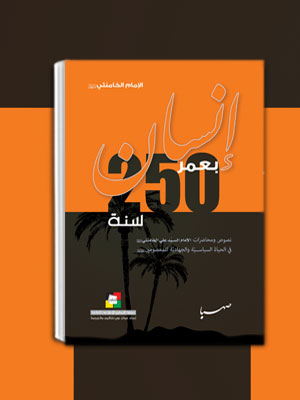 الإمام الخامنئي
إنسان
بعمر
250
سنة
نصوص ومحاضرات الإمام السيد علي الخامنئي
في الحياة السياسية والجهادية للمعصومين
صهبا